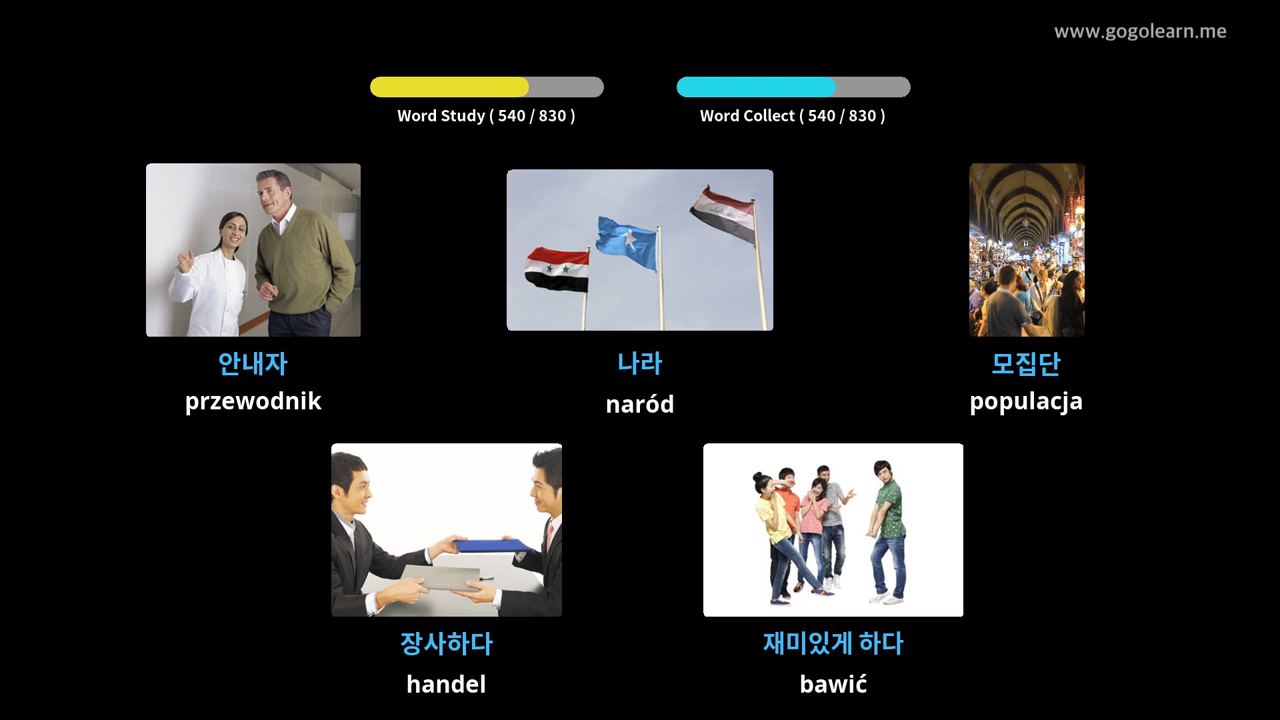 www.gogolearn.me
Word Study ( 540 / 830 )
Word Collect ( 540 / 830 )
안내자
przewodnik
나라
naród
모집단
populacja
장사하다
handel
재미있게 하다
bawić